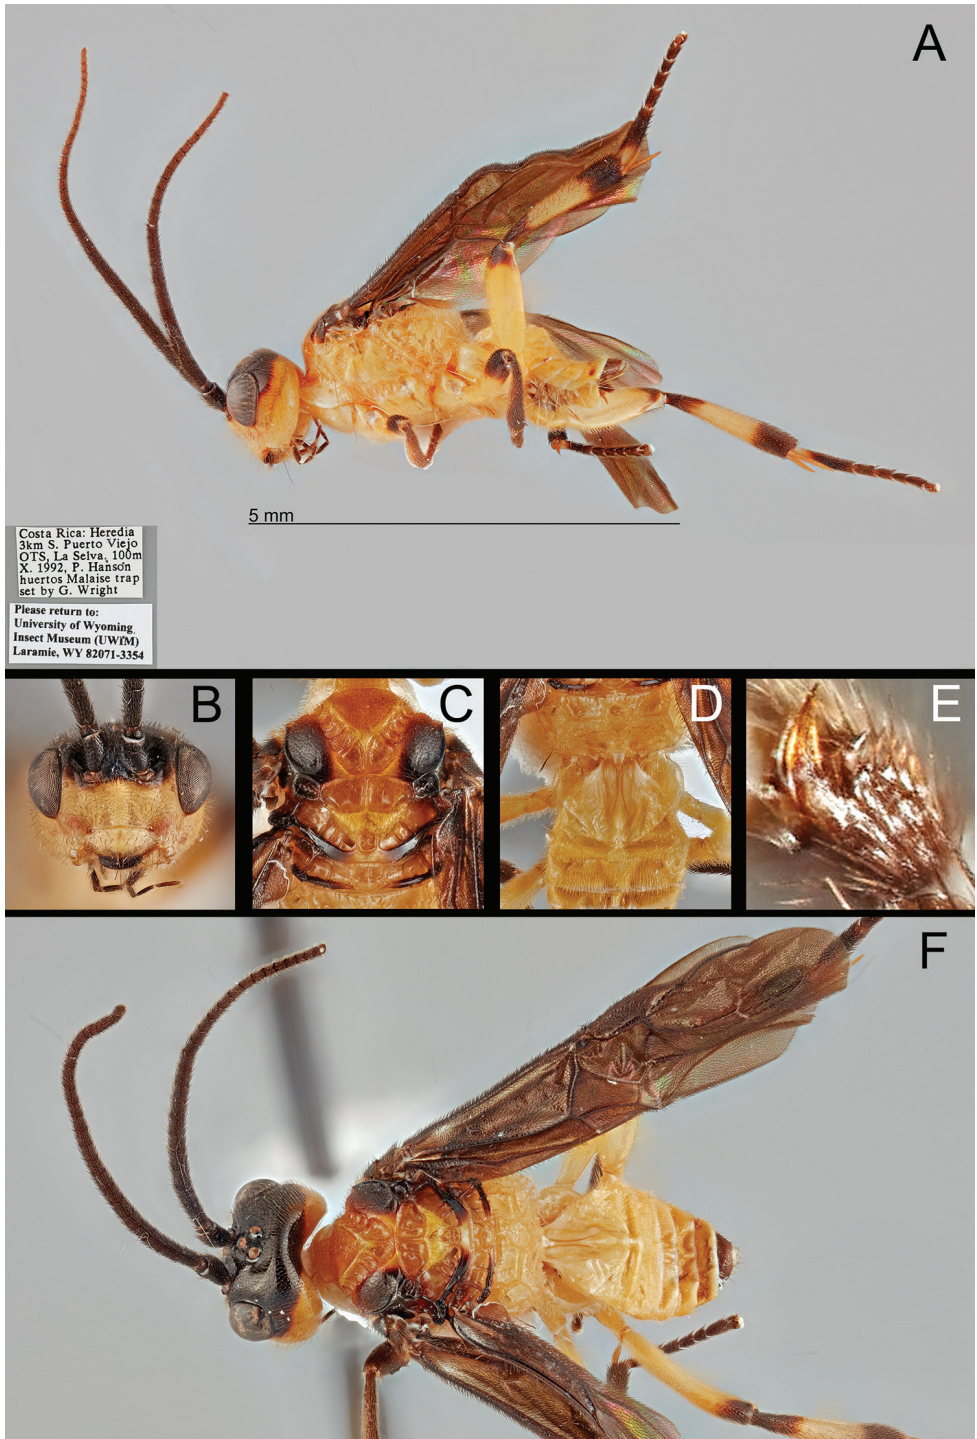 A
5 mm
Costa Rica: Heredia
3km S. Puerto Viejo
OTS, La Selva, 100m
X. 1992, P. Hanson
huertos Malaise trap
set by G. Wright
Please return to:
University of Wyoming
Insect Museum (UWIM)
Laramie, WY 82071-3354
B
C
D
E
F